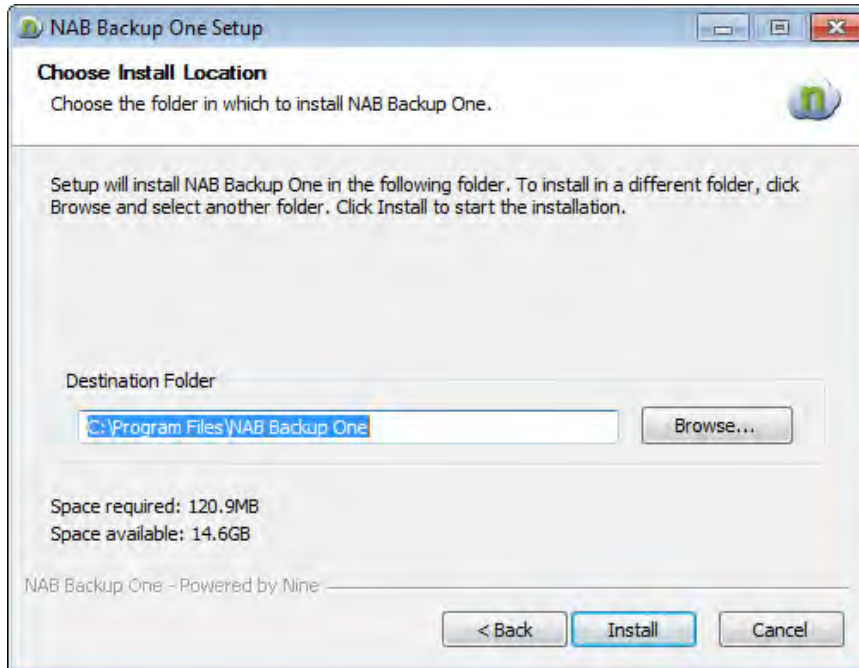 NAB Backup One Setup
Choose Install Location
Choose the folder in which to install NAB Backup One.
n
Setup will install NAB Backup One in the following folder. To install in a different folder, click
Browse and select another folder. Click Install to start the installation.
Destination Folder
C:\Program Files\NAB Backup One
Browse...
Space required: 120.9MB
Space available: 14.6GB
NAB Backup One - Powered by Nine
< Back
Install
Cancel